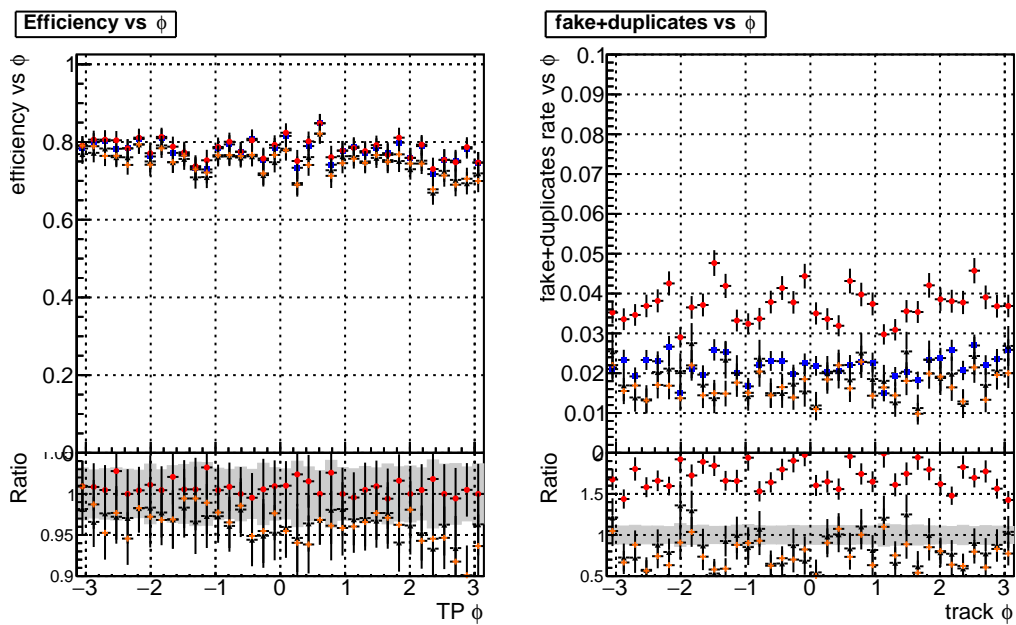 Efficiency vs ϕ
efficiency vs ϕ
1
0.8
0.6
0.4
0.2
0
Ratio
1
0.95
0.9
−3 −2 −1 0 1 2 3
TP ϕ
fake+duplicates vs ϕ
fake+duplicates rate vs ϕ
0.1
0.09
0.08
0.07
0.06
0.05
0.04
0.03
0.02
0.01
0
Ratio
1.5
1
0.5
−3 −2 −1 0 1 2 3
track ϕ